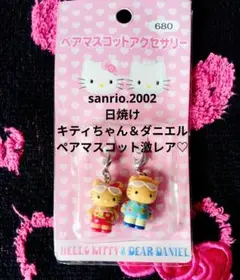 680
ペアマスコットアクセサリー
sanrio.2002
日焼け
キティちゃん＆ダニエル
ペアマスコット激レア♡
HELLO KITTY & DEAR DANIEL